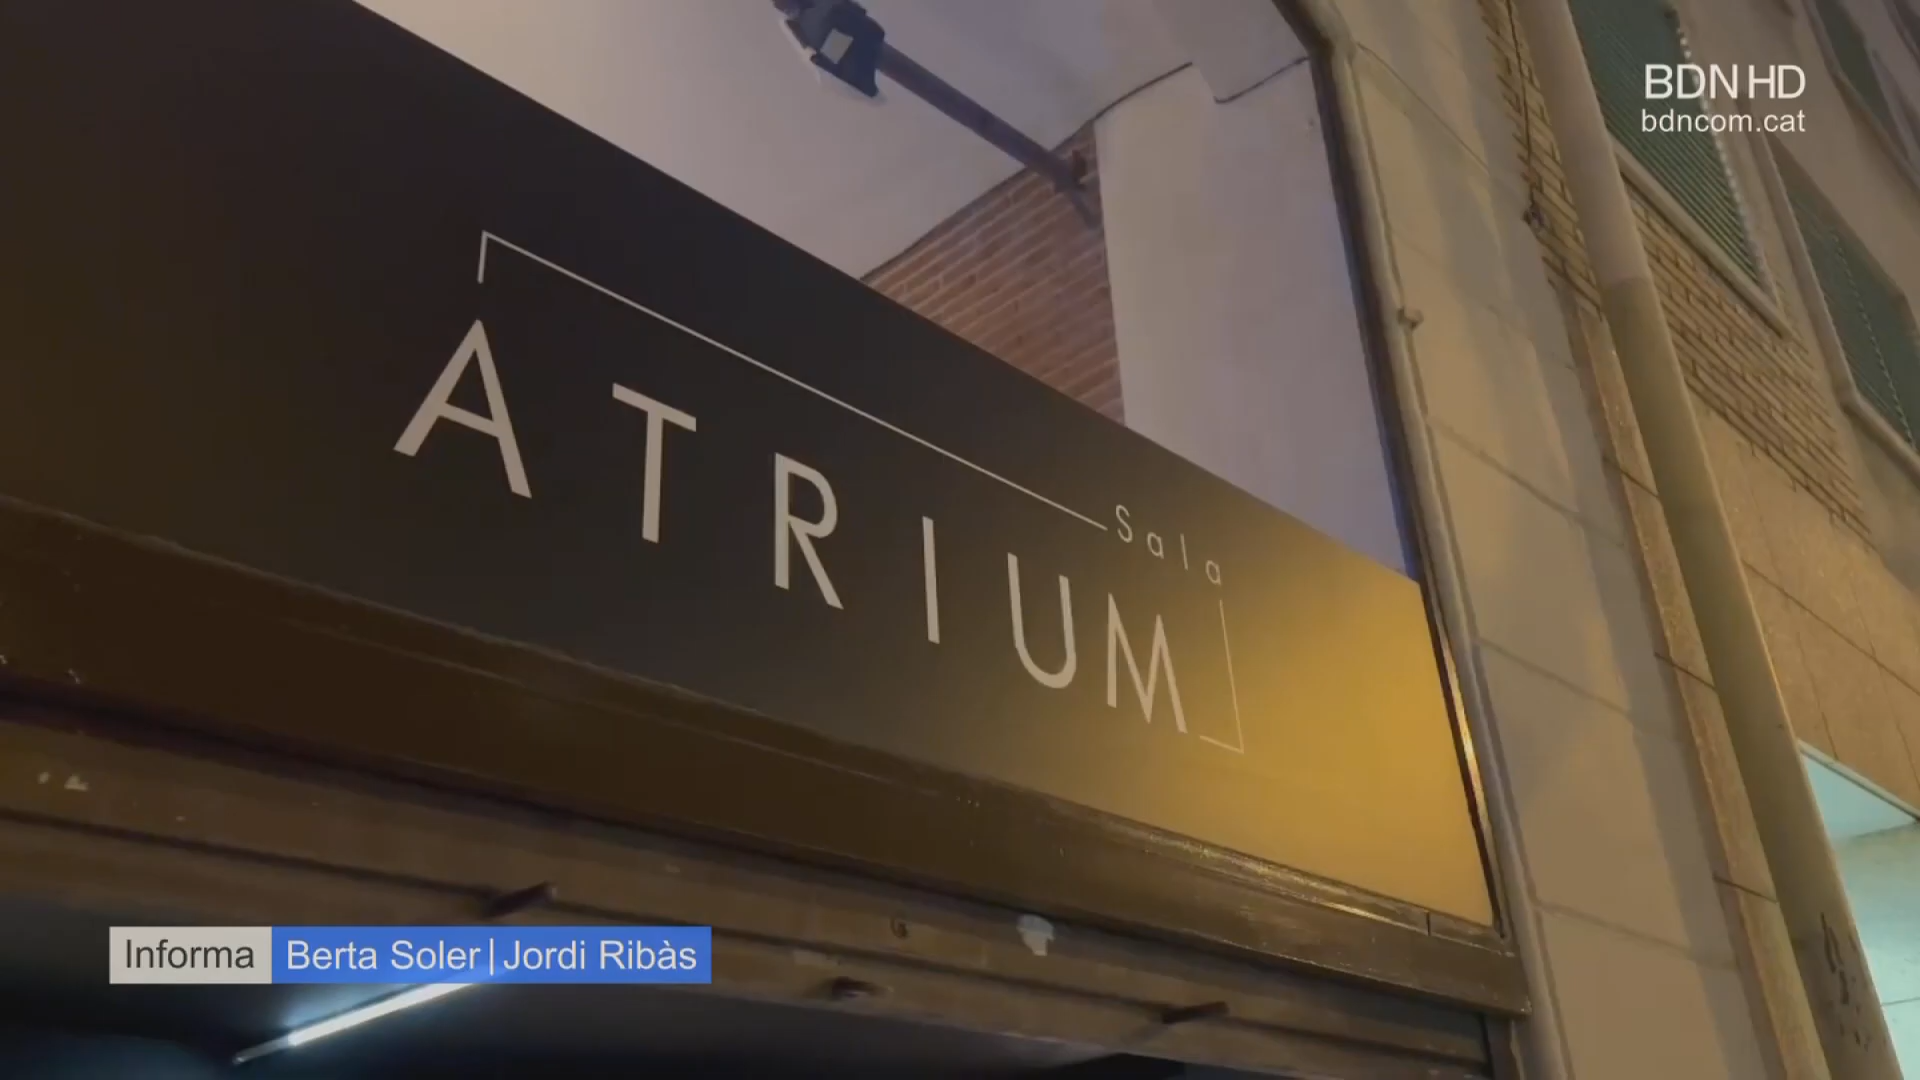 BDN HD
bdncom.cat
Sala
ATRIUM
Informa Berta Soler|Jordi Ribàs